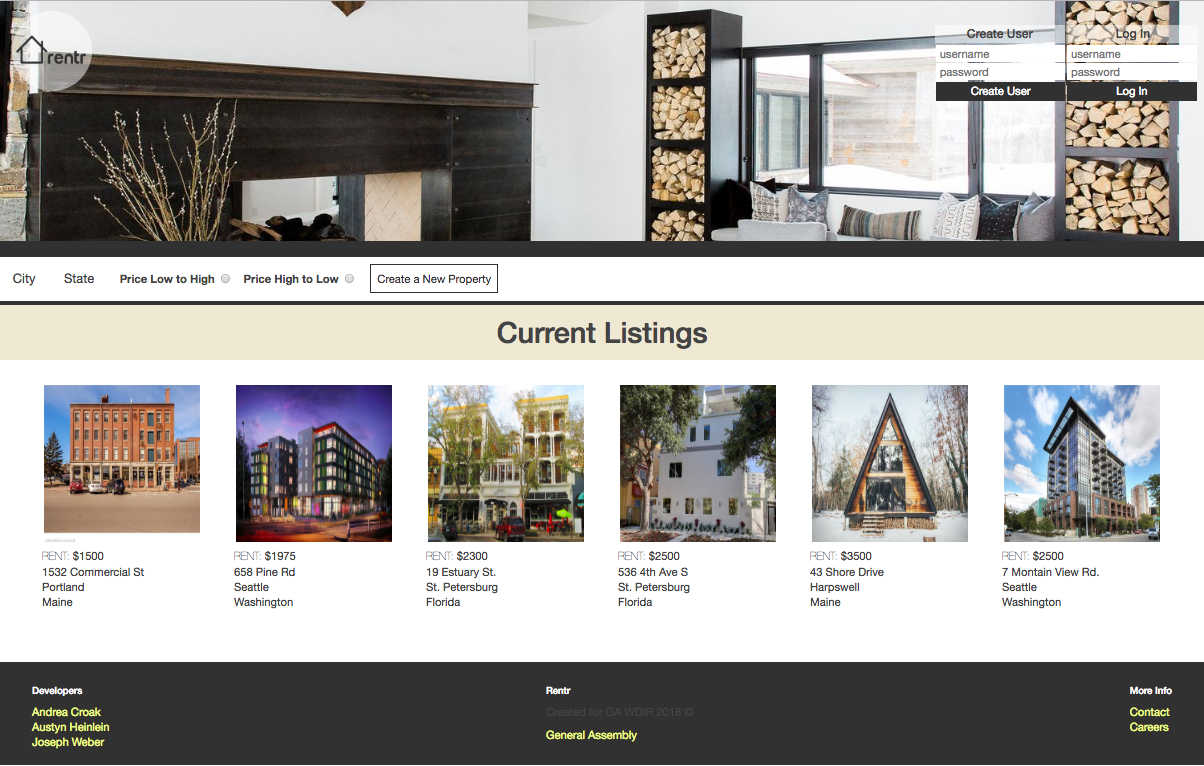 rentr
Create User
username
password
Create User
Log In
username
password
Log In
City State Price Low to High Price High to Low Create a New Property
Current Listings
RENT: $1500
1532 Commercial St
Portland
Maine
RENT: $1975
658 Pine Rd
Seattle
Washington
RENT: $2300
19 Estuary St.
St. Petersburg
Florida
RENT: $2500
536 4th Ave S
St. Petersburg
Florida
RENT: $3500
43 Shore Drive
Harpswell
Maine
RENT: $2500
7 Montain View Rd.
Seattle
Washington
Developers
Andrea Croak
Austyn Heinlein
Joseph Weber
Rentr
Created for GA WDIR 2018 ©
General Assembly
More Info
Contact
Careers